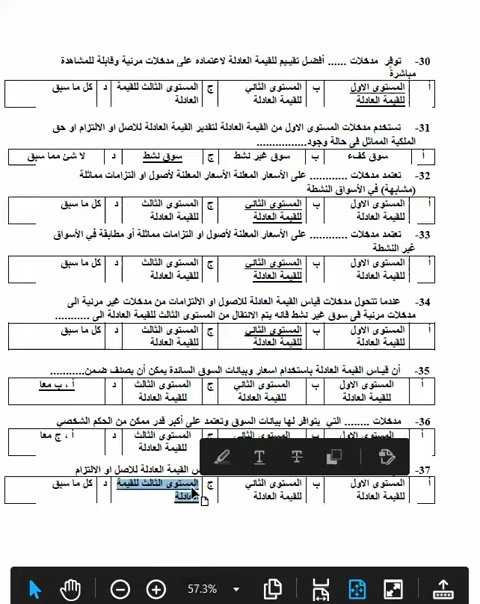 30- توفر مدخلات ...... أفضل تقييم للقيمة العادلة لاعتماده على مدخلات مرئية وقابلة للمشاهدة
مباشرة
أ المستوى الاول ب المستوى الثاني ج المستوى الثالث للقيمة د كل ما سبق
للقيمة العادلة للقيمة العادلة العادلة
31- تستخدم مدخلات المستوى الاول من القيمة العادلة لتقدير القيمة العادلة للاصل او الالتزام او حق
الملكية المماثل فى حالة وجود................
أ سوق كفء ب سوق غير نشط ج سوق نشط د لا شئ مما سبق
32- تعتمد مدخلات ............ على الأسعار المعلنة الأسعار المعلنة لأصول او التزامات مماثلة
(مشابهة) في الأسواق النشطة
أ المستوى الاول ب المستوى الثاني ج المستوى الثالث د كل ما سبق
للقيمة العادلة للقيمة العادلة للقيمة العادلة
33- تعتمد مدخلات ............ على الأسعار المعلنة لأصول او التزامات مماثلة أو مطابقة في الأسواق
غير النشطة
أ المستوى الاول ب المستوى الثاني ج المستوى الثالث د كل ما سبق
للقيمة العادلة للقيمة العادلة للقيمة العادلة
34- عندما تتحول مدخلات قياس القيمة العادلة للاصول او الالتزامات من مدخلات غير مرئية الى
مدخلات مرئية فى سوق غير نشط فانه يتم الانتقال من المستوى الثالث للقيمة العادلة الى ............
أ المستوى الاول ب المستوى الثاني ج المستوى الثالث د كل ما سبق
للقيمة العادلة للقيمة العادلة للقيمة العادلة
35- أن قياس القيمة العادلة باستخدام اسعار وبيانات السوق السائدة يمكن أن يصنف ضمن...........
أ المستوى الاول ب المستوى الثاني ج المستوى الثالث د أ ، ب معا
للقيمة العادلة للقيمة العادلة للقيمة العادلة
36- مدخلات ........ التي يتوافر لها بيانات السوق وتعتمد على أكبر قدر ممكن من الحكم الشخصي
أ المستوى الاول ب المستوى الثاني ج المستوى الثالث د أ ، ج معا
للقيمة العادلة
37- س القيمة العادلة للاصل او الالتزام
أ المستوى الاول ب المستوى الثاني ج المستوى الثالث للقيمة د كل ما سبق
للقيمة العادلة للقيمة العادلة العادلة
57.3%